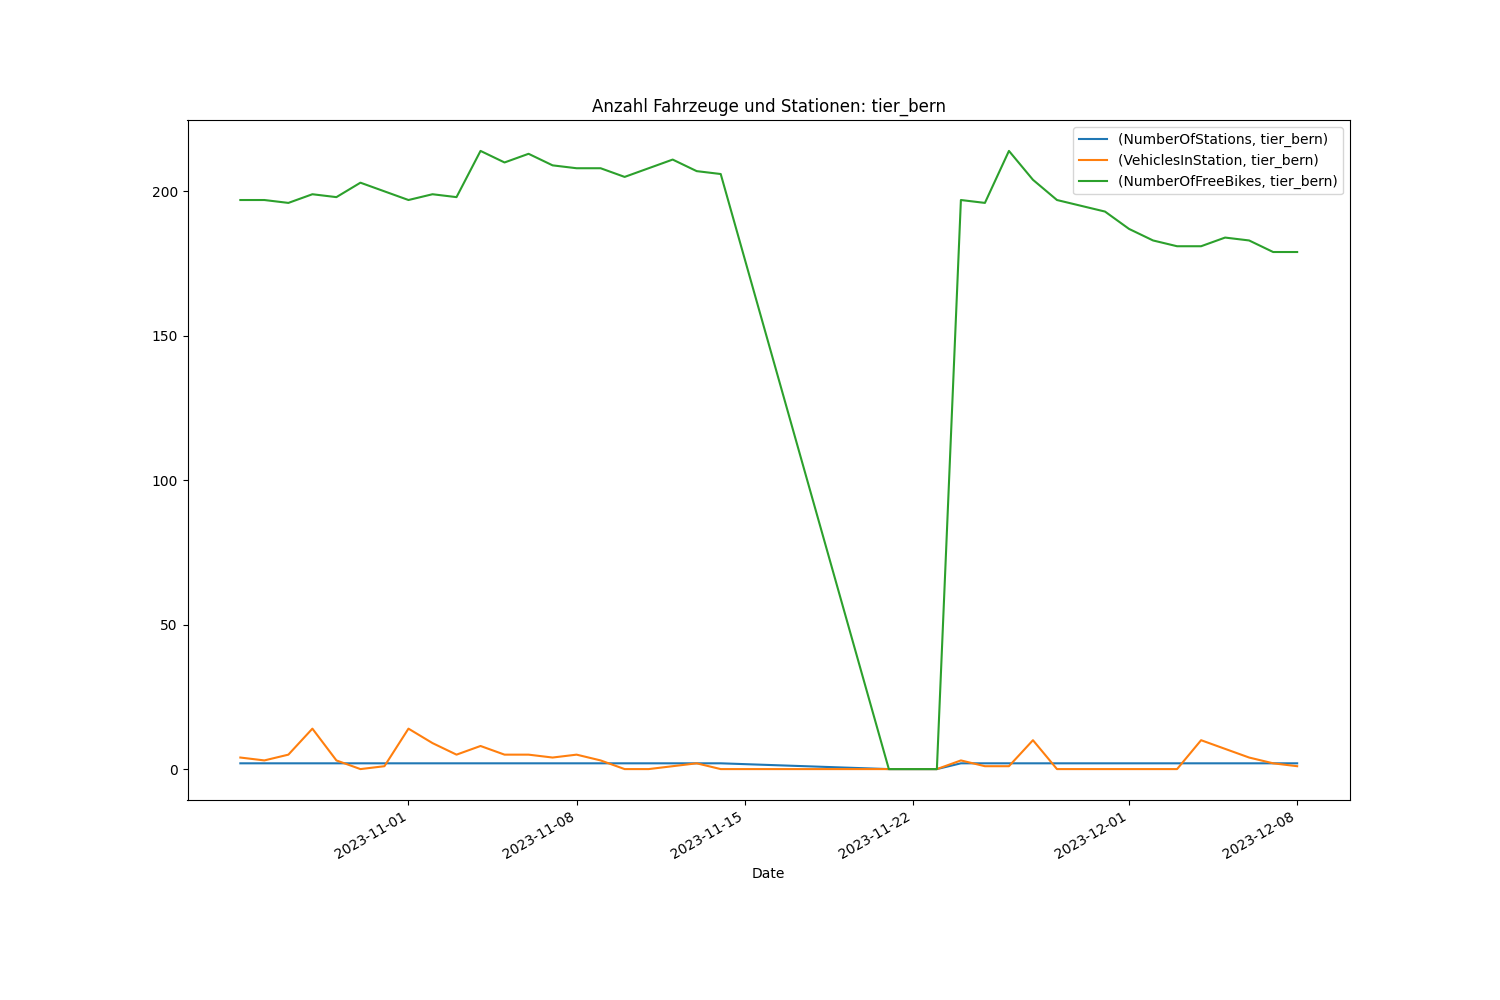 Anzahl Fahrzeuge und Stationen: tier_bern
(NumberOfStations, tier_bern)
(VehiclesInStation, tier_bern)
(NumberOfFreeBikes, tier_bern)
200
150
100
50
0
2023-11-01
2023-11-08
2023-11-15
2023-11-22
2023-12-01
2023-12-08
Date